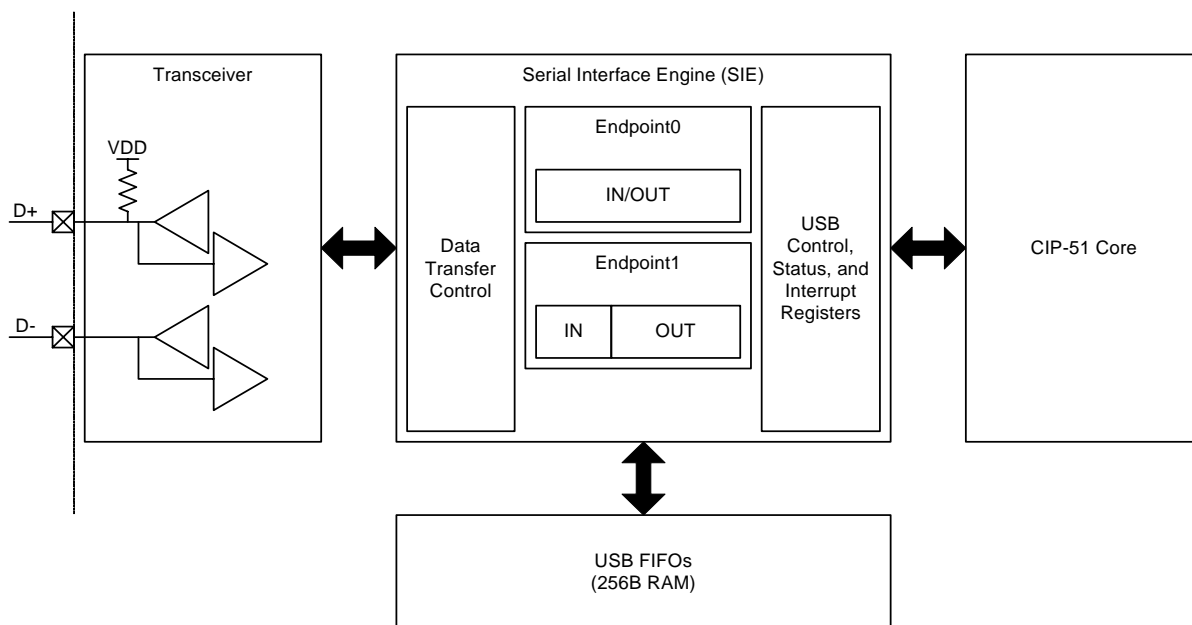 Transceiver
VDD
D+
D-
Serial Interface Engine (SIE)
Data
Transfer
Control
Endpoint0
IN/OUT
Endpoint1
IN
OUT
USB
Control,
Status, and
Interrupt
Registers
CIP-51 Core
USB FIFOs
(256B RAM)